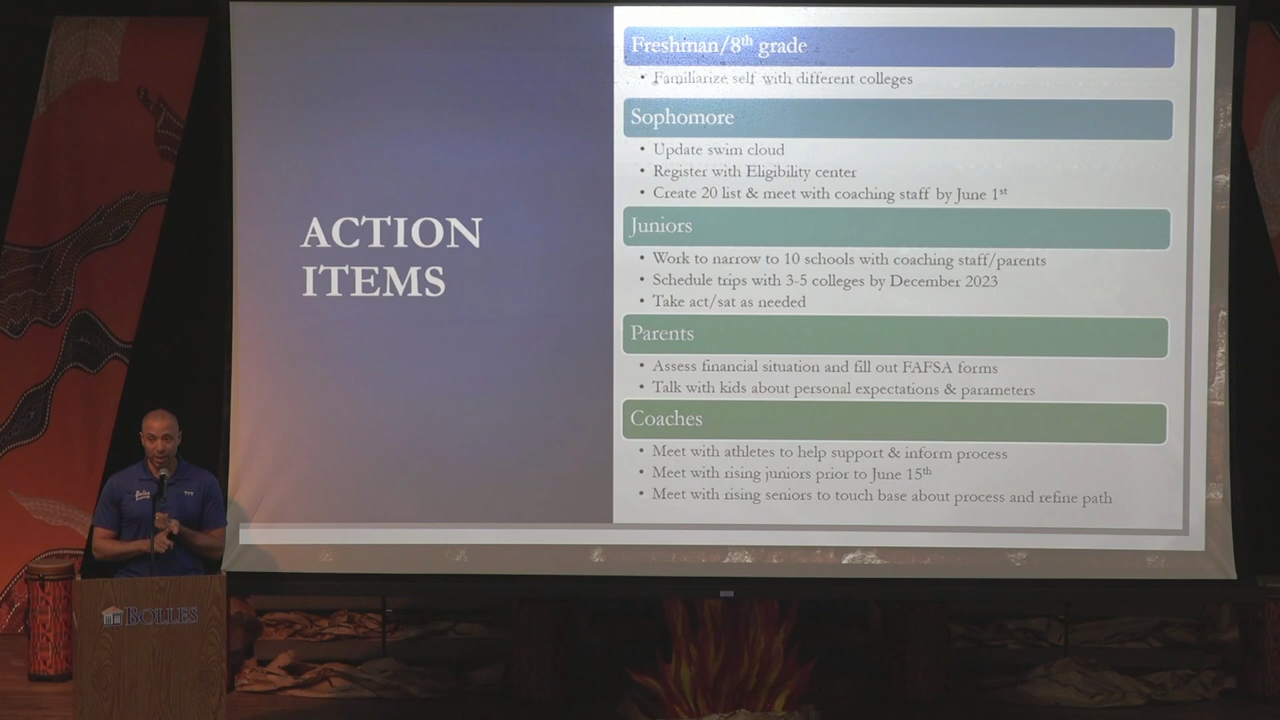 ACTION
ITEMS
Freshman/8th grade
• Familiarize self with different colleges
Sophomore
• Update swim cloud
• Register with Eligibility center
• Create 20 list & meet with coaching staff by June 1st
Juniors
• Work to narrow to 10 schools with coaching staff/parents
• Schedule trips with 3-5 colleges by December 2023
• Take act/sat as needed
Parents
• Assess financial situation and fill out FAFSA forms
• Talk with kids about personal expectations & parameters
Coaches
• Meet with athletes to help support & inform process
• Meet with rising juniors prior to June 15th
• Meet with rising seniors to touch base about process and refine path
Bolles
BOLLES